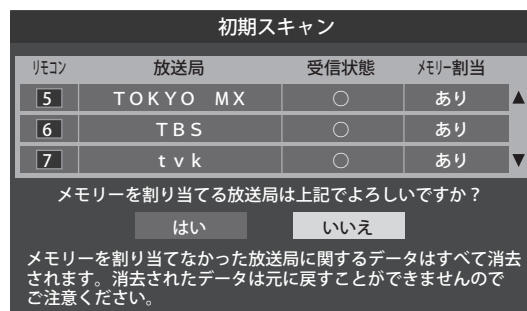 初期スキャン
ﾘﾓｺﾝ 放送局 受信状態 ﾒﾓﾘｰ割当
5 ＴＯＫＹＯ　ＭＸ ○ あり ▲
6 ＴＢＳ ○ あり
7 ｔｖｋ ○ あり ▼
メモリーを割り当てる放送局は上記でよろしいですか？
はい いいえ
メモリーを割り当てなかった放送局に関するデータはすべて消去
されます。消去されたデータは元に戻すことができませんので
ご注意ください。